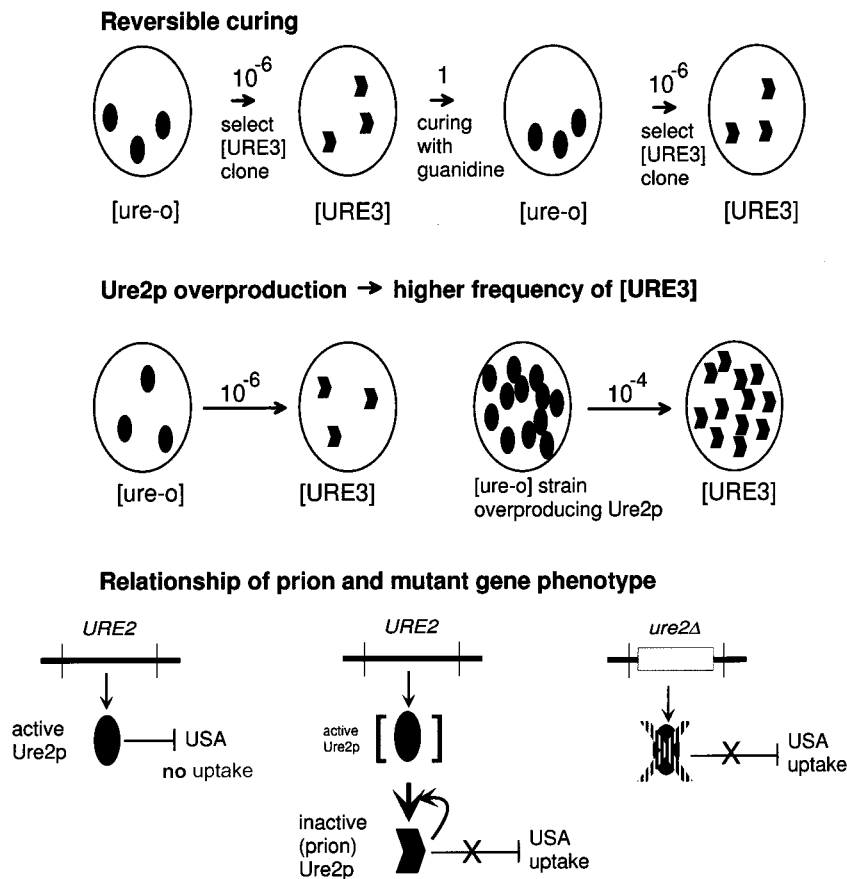 Reversible curing
10-6
select
[URE3]
clone
1
curing
with
guanidine
10-6
select
[URE3]
clone
[ure-o]
[URE3]
[ure-o]
[URE3]
Ure2p overproduction → higher frequency of [URE3]
10-6
10-4
[ure-o]
[URE3]
[ure-o] strain
overproducing Ure2p
[URE3]
Relationship of prion and mutant gene phenotype
URE2
active
Ure2p
USA
no uptake
URE2
active
Ure2p
[ ]
inactive
(prion)
Ure2p
X
USA
uptake
ure2Δ
X
USA
uptake